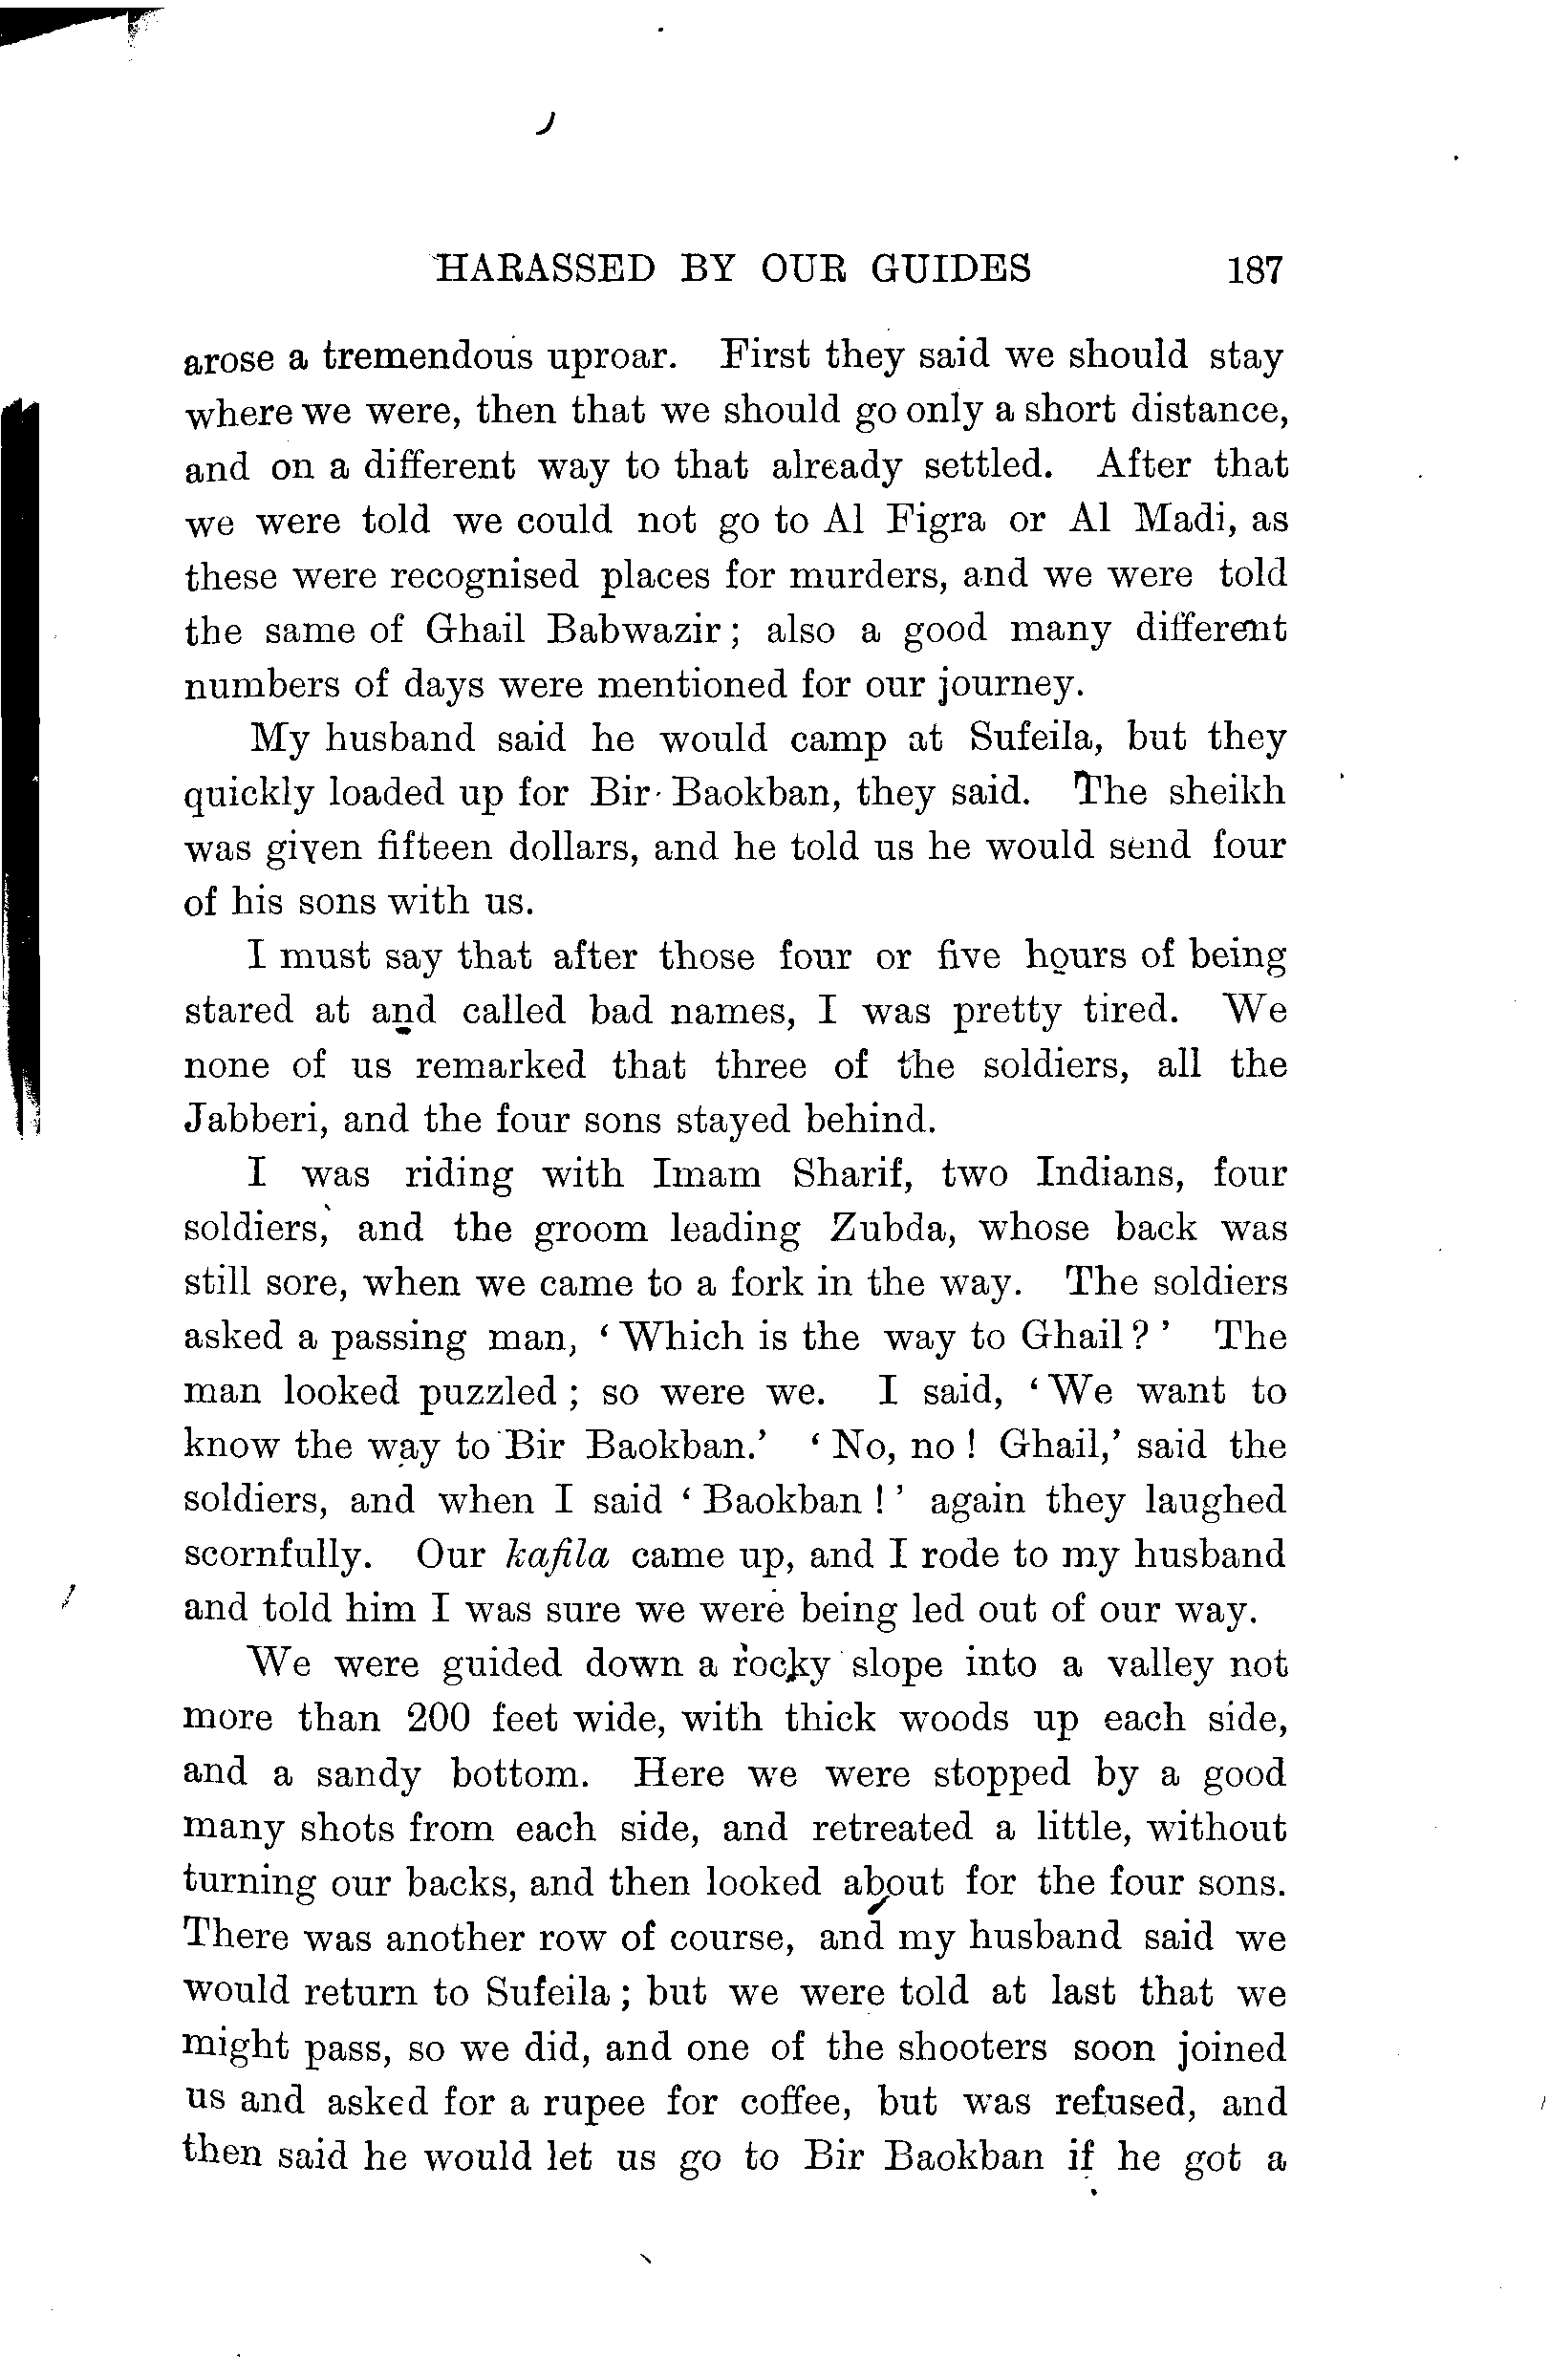 HARASSED BY OUR GUIDES 187
arose a tremendous uproar. First they said we should stay
where we were, then that we should go only a short distance,
and on a different way to that already settled. After that
we were told we could not go to Al Figra or Al Madi, as
these were recognised places for murders, and we were told
the same of Ghail Babwazir; also a good many different
numbers of days were mentioned for our journey.
My husband said he would camp at Sufeila, but they
quickly loaded up for Bir Baokban, they said. The sheikh
was given fifteen dollars, and he told us he would send four
of his sons with us.
I must say that after those four or five hours of being
stared at and called bad names, I was pretty tired. We
none of us remarked that three of the soldiers, all the
Jabberi, and the four sons stayed behind.
I was riding with Imam Sharif, two Indians, four
soldiers, and the groom leading Zubda, whose back was
still sore, when we came to a fork in the way. The soldiers
asked a passing man, ‘Which is the way to Ghail?’ The
man looked puzzled; so were we. I said, ‘We want to
know the way to Bir Baokban.’ ‘No, no! Ghail,’ said the
soldiers, and when I said ‘Baokban!’ again they laughed
scornfully. Our kafila came up, and I rode to my husband
and told him I was sure we were being led out of our way.
We were guided down a rocky slope into a valley not
more than 200 feet wide, with thick woods up each side,
and a sandy bottom. Here we were stopped by a good
many shots from each side, and retreated a little, without
turning our backs, and then looked about for the four sons.
There was another row of course, and my husband said we
would return to Sufeila; but we were told at last that we
might pass, so we did, and one of the shooters soon joined
us and asked for a rupee for coffee, but was refused, and
then said he would let us go to Bir Baokban if he got a